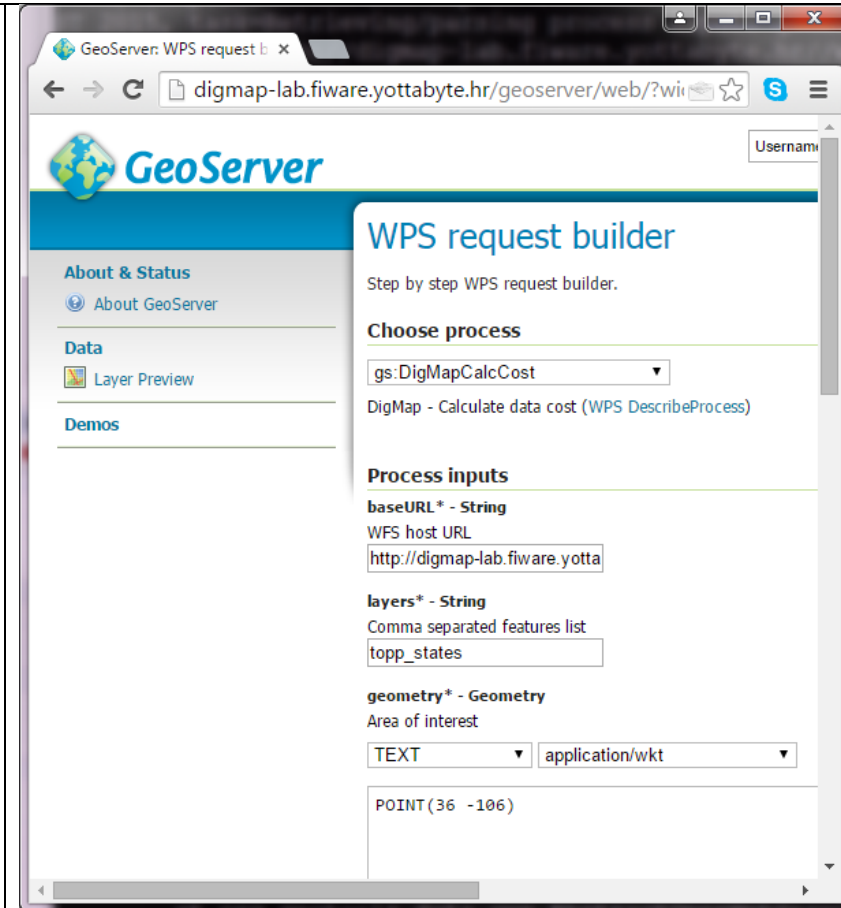 GeoServer: WPS request b
digmap-lab.fiware.yottabyte.hr/geoserver/web/?wi
GeoServer
Usernam
WPS request builder
Step by step WPS request builder.
About & Status
About GeoServer
Data
Layer Preview
Demos
Choose process
gs:DigMapCalcCost
DigMap - Calculate data cost (WPS DescribeProcess)
Process inputs
baseURL* - String
WFS host URL
http://digmap-lab.fiware.yotta
layers* - String
Comma separated features list
topp_states
geometry* - Geometry
Area of interest
TEXT
application/wkt
POINT(36 -106)